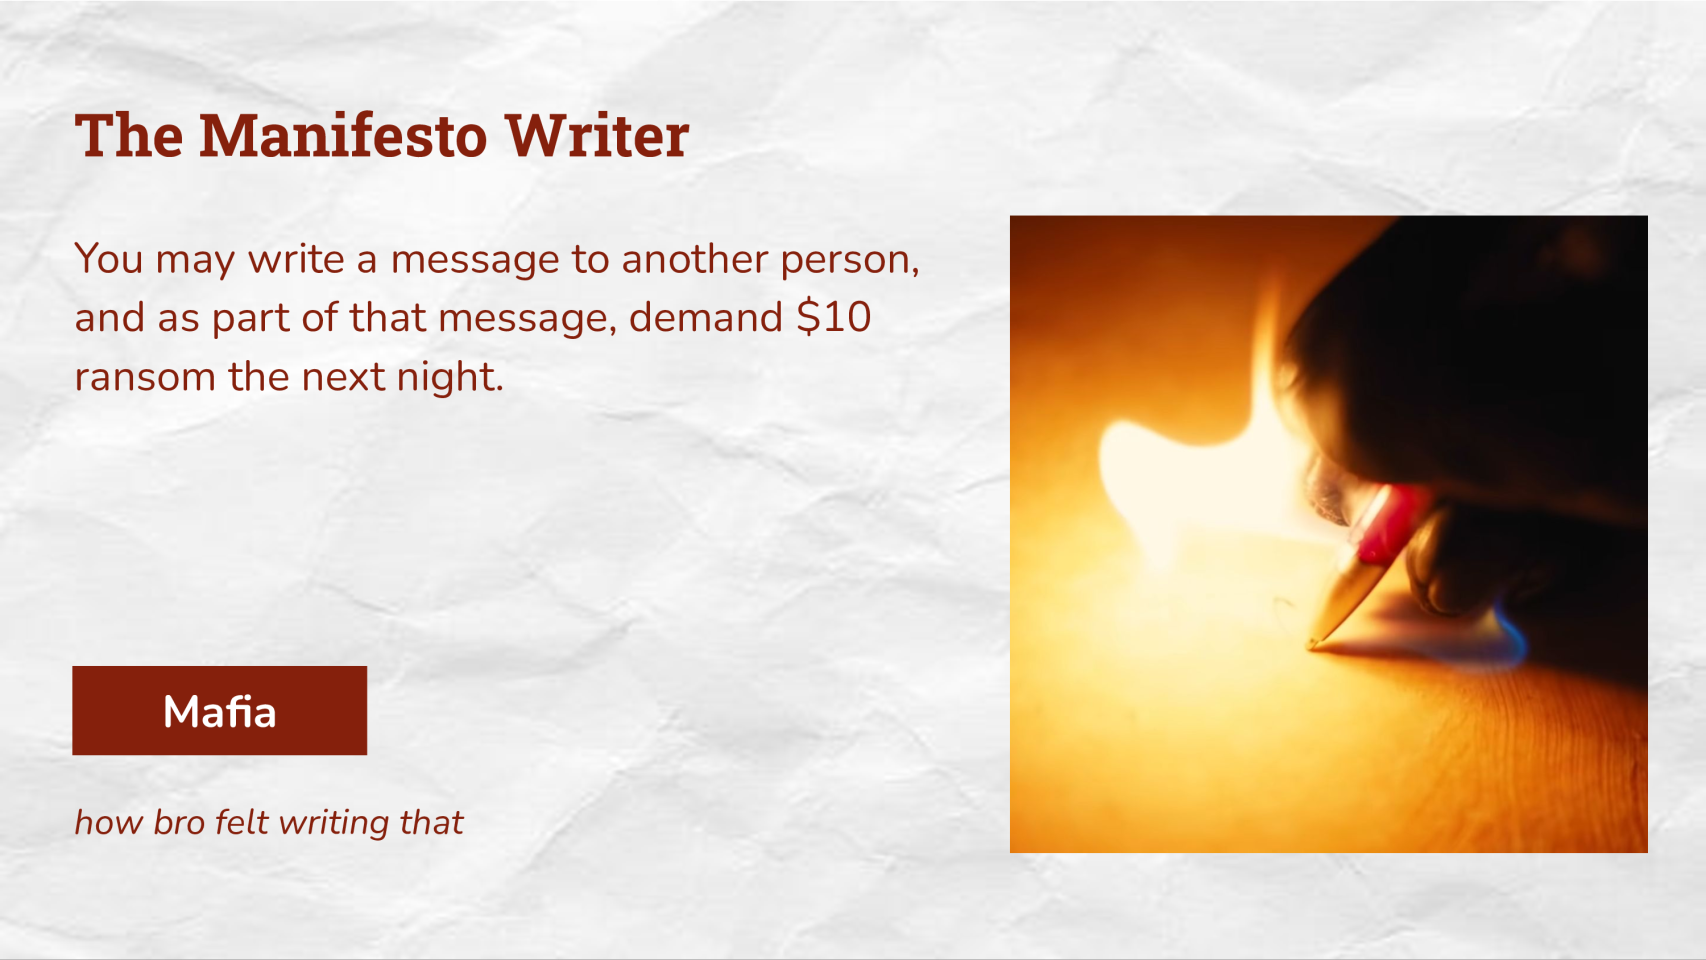 The Manifesto Writer
You may write a message to another person,
and as part of that message, demand $10
ransom the next night.
Mafia
how bro felt writing that